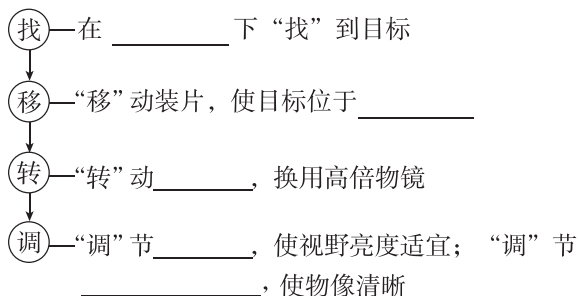 找 在 ________ 下“找”到目标
移 “移”动装片，使目标位于________
转 “转”动________，换用高倍物镜
调 “调”节________，使视野亮度适宜；“调”节
________，使物像清晰